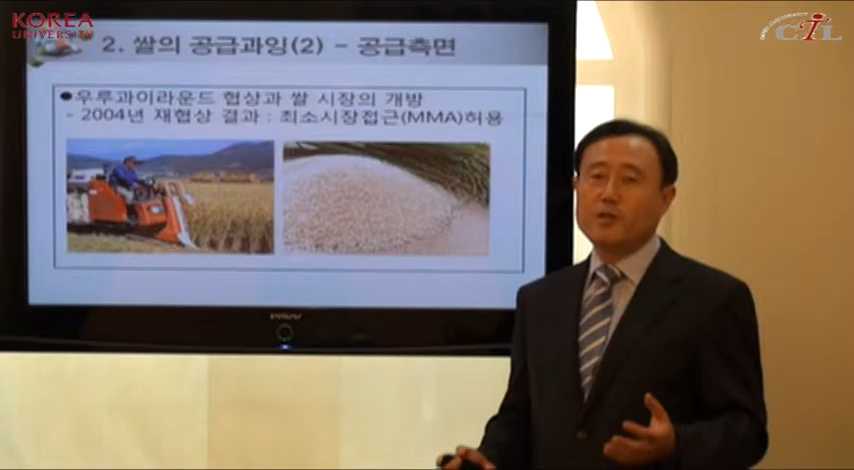 KOREA
UNIVERSITY
CTL
2. 쌀의 공급과잉(2) - 공급측면
●우루과이라운드 협상과 쌀 시장의 개방
- 2004년 재협상 결과 : 최소시장접근(MMA)허용